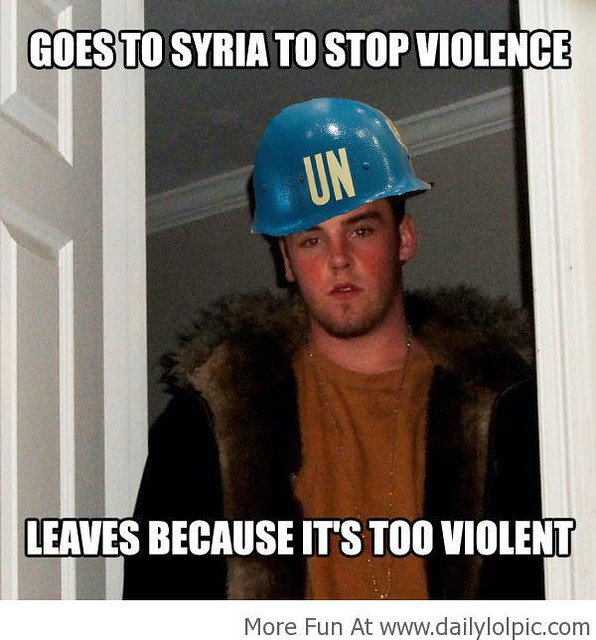 GOES TO SYRIA TO STOP VIOLENCE
UN
LEAVES BECAUSE IT'S TOO VIOLENT
More Fun At www.dailylolpic.com